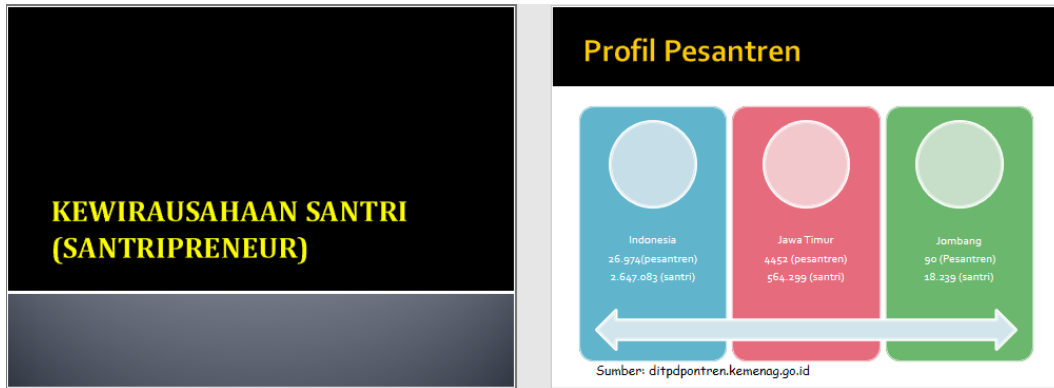 KEWIRAUSAHAAN SANTRI
(SANTRIPRENEUR)
Profil Pesantren
Indonesia
26.974(pesantren)
2.647.083 (santri)
Jawa Timur
4452 (pesantren)
564.299 (santri)
Jombang
90 (Pesantren)
18.239 (santri)
Sumber: ditpdpontren.kemenag.go.id